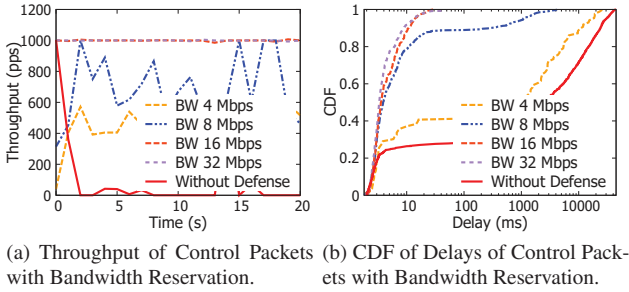 1200
1000
800
600
400
200
0
Throughput (pps)
BW 4 Mbps
BW 8 Mbps
BW 16 Mbps
BW 32 Mbps
Without Defense
0 5 10 15 20
Time (s)
1
0.8
0.6
0.4
0.2
0
CDF
BW 4 Mbps
BW 8 Mbps
BW 16 Mbps
BW 32 Mbps
Without Defense
10 100 1000 10000
Delay (ms)
(a) Throughput of Control Packets
with Bandwidth Reservation.
(b) CDF of Delays of Control Pack-
ets with Bandwidth Reservation.